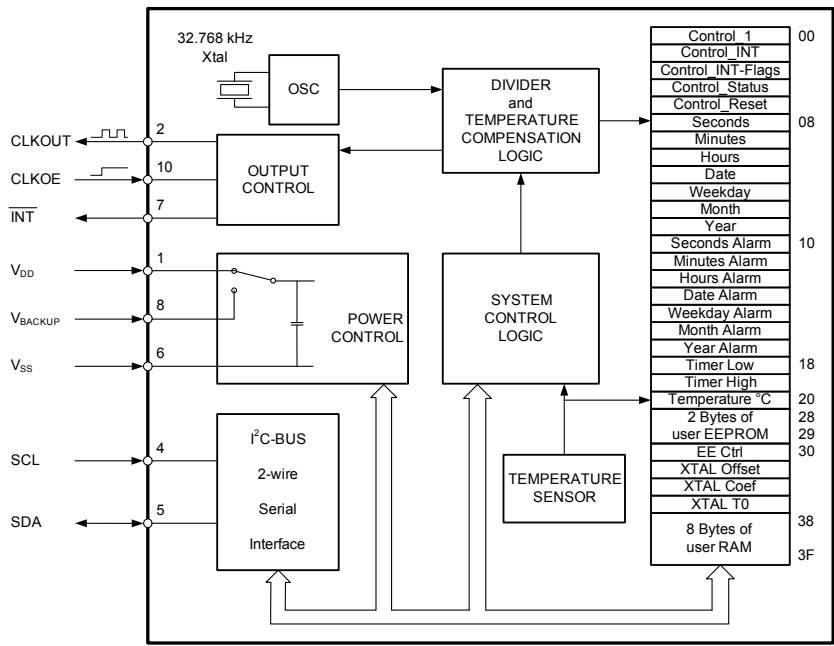 32.768 kHz
Xtal
OSC
DIVIDER
and
TEMPERATURE
COMPENSATION
LOGIC
CLKOUT
2
CLKOE
10
INT
7
OUTPUT
CONTROL
VDD
1
VBACKUP
8
VSS
6
POWER
CONTROL
SYSTEM
CONTROL
LOGIC
SCL
4
SDA
5
I²C-BUS
2-wire
Serial
Interface
TEMPERATURE
SENSOR
Control_1 00
Control_INT
Control_INT-Flags
Control_Status
Control_Reset
Seconds 08
Minutes
Hours
Date
Weekday
Month
Year
Seconds Alarm 10
Minutes Alarm
Hours Alarm
Date Alarm
Weekday Alarm
Month Alarm
Year Alarm
Timer Low 18
Timer High
Temperature °C 20
2 Bytes of 28
user EEPROM 29
EE Ctrl 30
XTAL Offset
XTAL Coef
XTAL T0
38
8 Bytes of
user RAM
3F